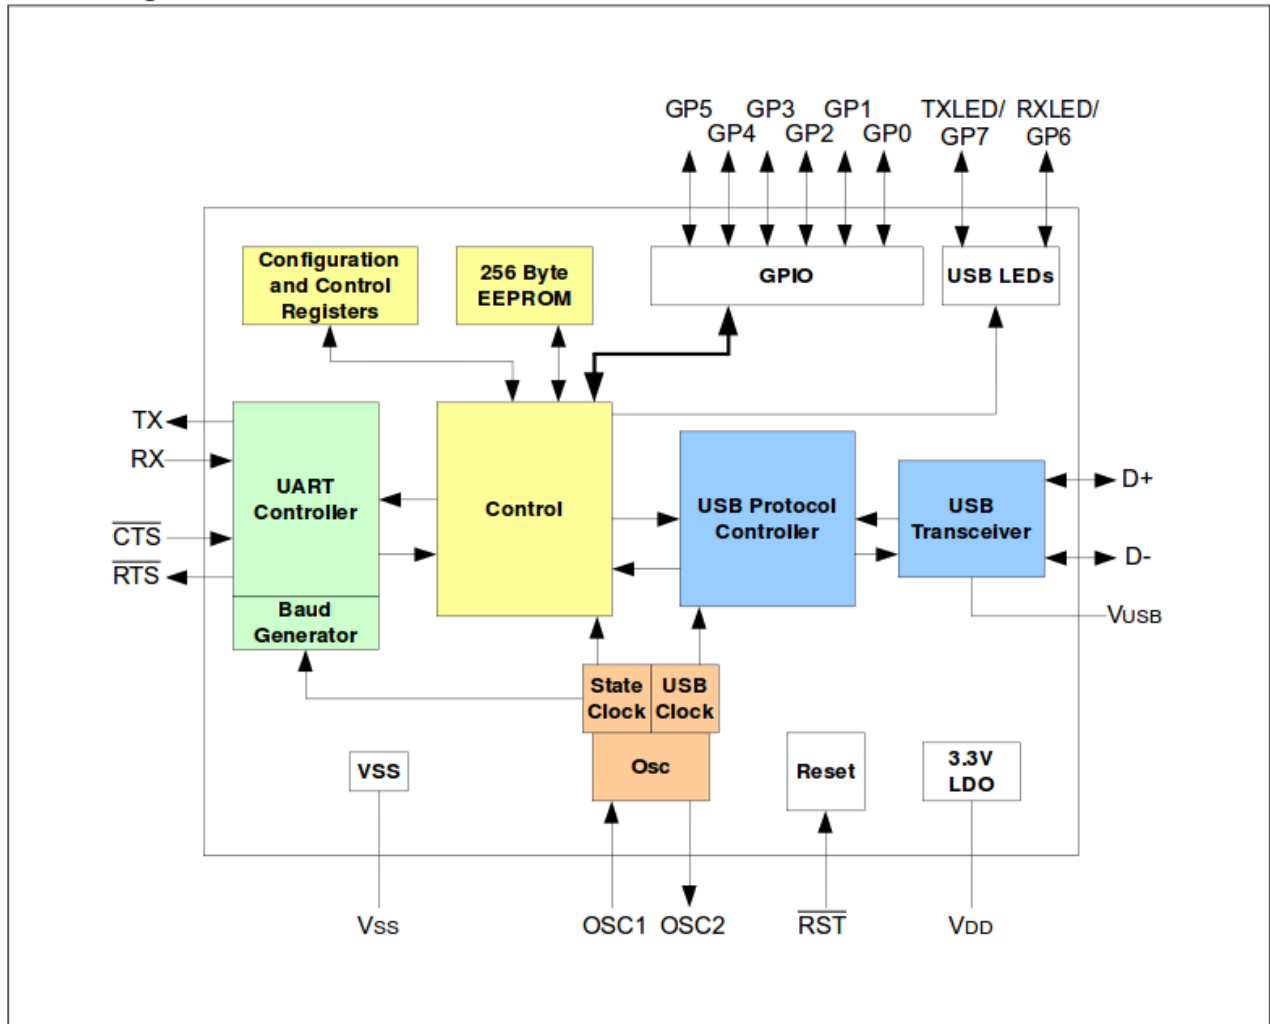 GP5 GP3 GP1 TXLED/ RXLED/
GP4 GP2 GP0 GP7 GP6
Configuration
and Control
Registers
256 Byte
EEPROM
GPIO
USB LEDs
TX
RX
CTS
RTS
UART
Controller
Baud
Generator
Control
USB Protocol
Controller
USB
Transceiver
D+
D-
VUSB
State
Clock
USB
Clock
Osc
VSS
Reset
3.3V
LDO
VSS
OSC1
OSC2
RST
VDD